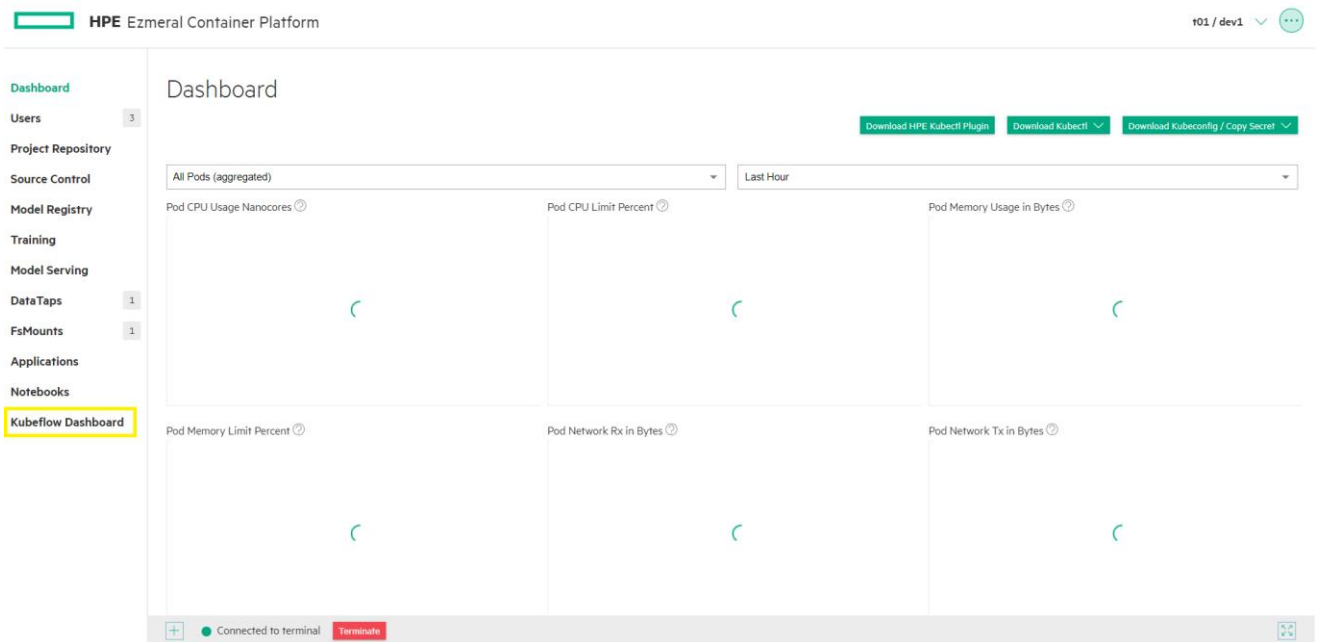 HPE Ezmeral Container Platform
t01 / dev1
Dashboard
Users 3
Project Repository
Source Control
Model Registry
Training
Model Serving
DataTaps 1
FsMounts 1
Applications
Notebooks
Kubeflow Dashboard
Dashboard
Download HPE Kubectl Plugin
Download Kubectl
Download Kubeconfig / Copy Secret
All Pods (aggregated)
Last Hour
Pod CPU Usage Nanocores ?
Pod CPU Limit Percent ?
Pod Memory Usage in Bytes ?
Pod Memory Limit Percent ?
Pod Network Rx in Bytes ?
Pod Network Tx in Bytes ?
Connected to terminal
Terminate